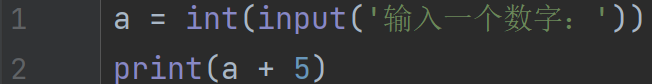 1 a = int(input('输入一个数字：'))
2 print(a + 5)